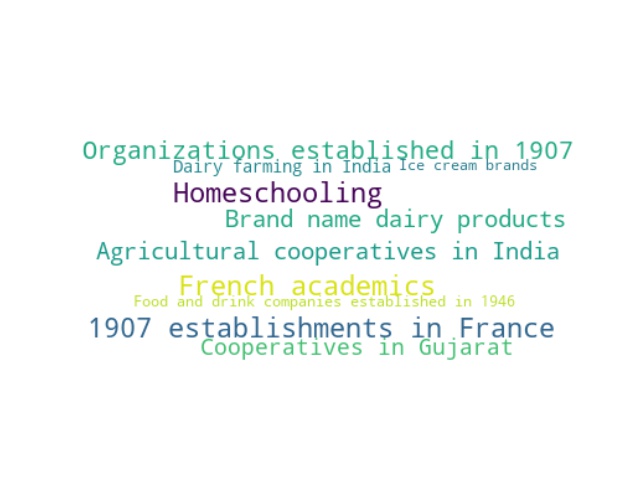 Organizations established in 1907
Dairy farming in India
Ice cream brands
Homeschooling
Brand name dairy products
Agricultural cooperatives in India
French academics
Food and drink companies established in 1946
1907 establishments in France
Cooperatives in Gujarat